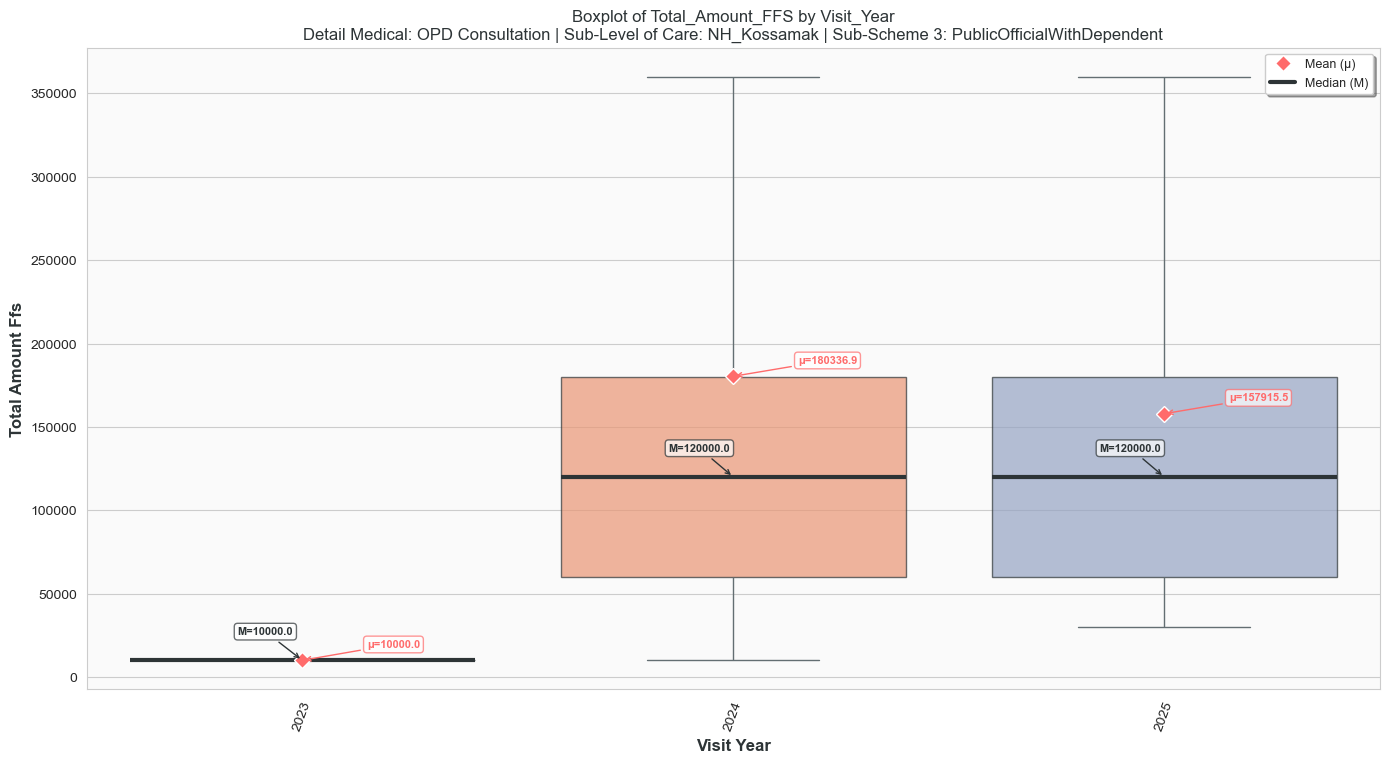 Boxplot of Total_Amount_FFS by Visit_Year
Detail Medical: OPD Consultation | Sub-Level of Care: NH_Kossamak | Sub-Scheme 3: PublicOfficialWithDependent
Mean (μ)
Median (M)
Total Amount Ffs
350000
300000
250000
200000
150000
100000
50000
0
M=10000.0
μ=10000.0
μ=180336.9
M=120000.0
μ=157915.5
M=120000.0
2023
2024
2025
Visit Year